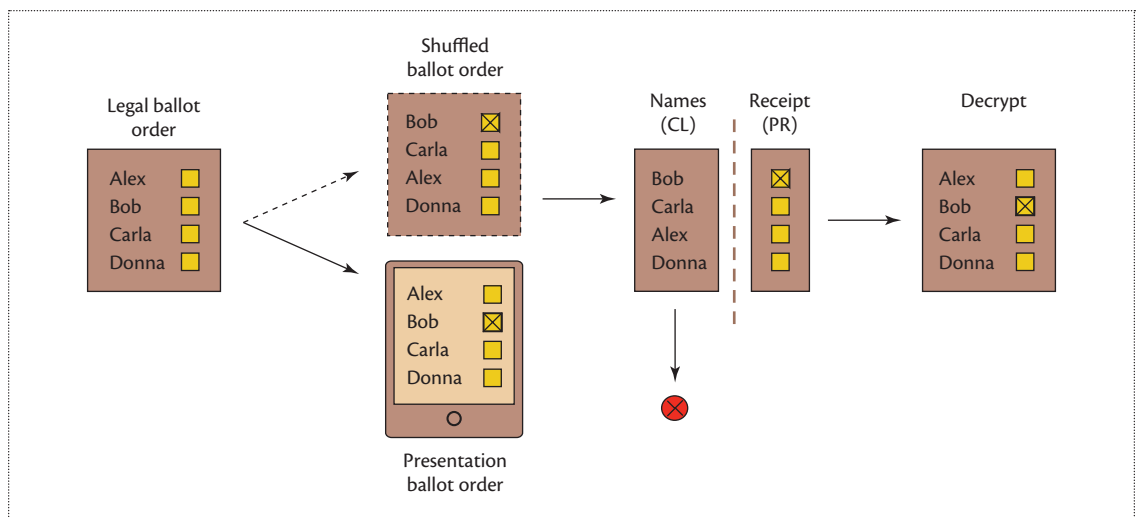 Legal ballot
order
Alex
Bob
Carla
Donna
Shuffled
ballot order
Bob
Carla
Alex
Donna
Alex
Bob
Carla
Donna
Presentation
ballot order
Names
(CL)
Bob
Carla
Alex
Donna
Receipt
(PR)
Decrypt
Alex
Bob
Carla
Donna